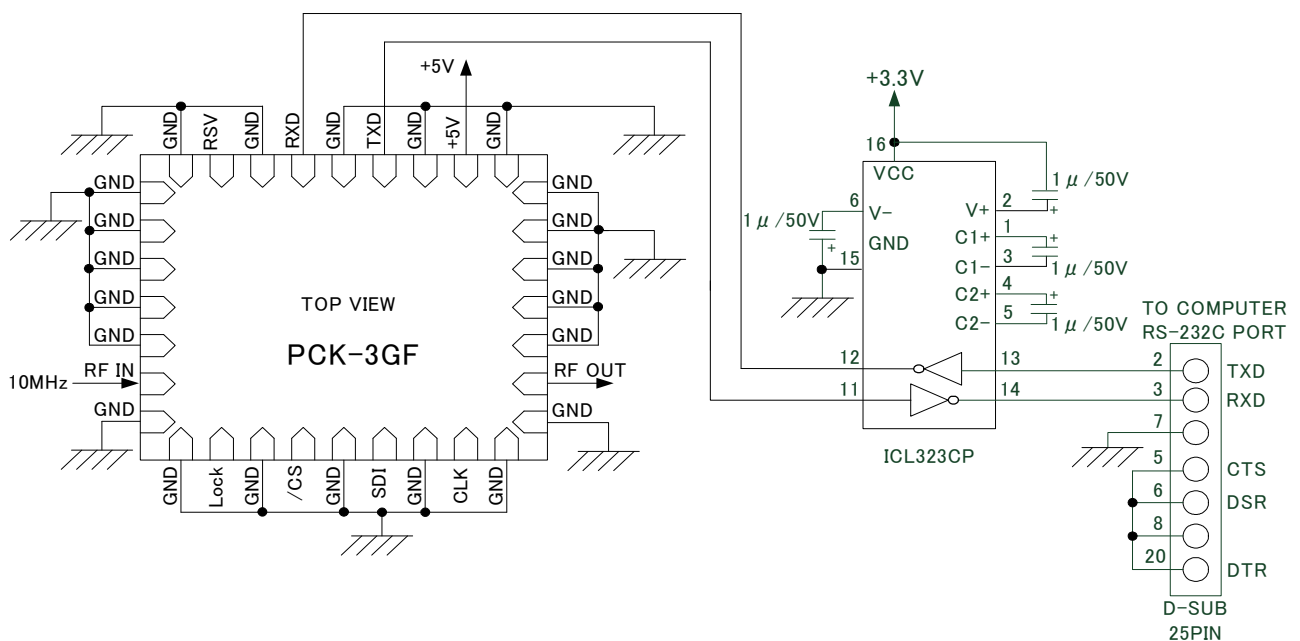 +5V
GND
RSV
GND
RXD
GND
TXD
GND
+5V
GND
GND
GND
GND
GND
GND
RF IN
10MHz
GND
GND
GND
GND
GND
GND
RF OUT
GND
TOP VIEW
PCK-3GF
GND
Lock
GND
/CS
GND
SDI
GND
CLK
GND
+3.3V
16
VCC
1μ/50V
6
V-
V+
2
+
1μ/50V
+
GND
15
C1+
1
+
C1-
3
1μ/50V
C2+
4
+
C2-
5
1μ/50V
12
13
11
14
ICL323CP
TO COMPUTER
RS-232C PORT
2
TXD
3
RXD
7
5
CTS
6
DSR
8
20
DTR
D-SUB
25PIN